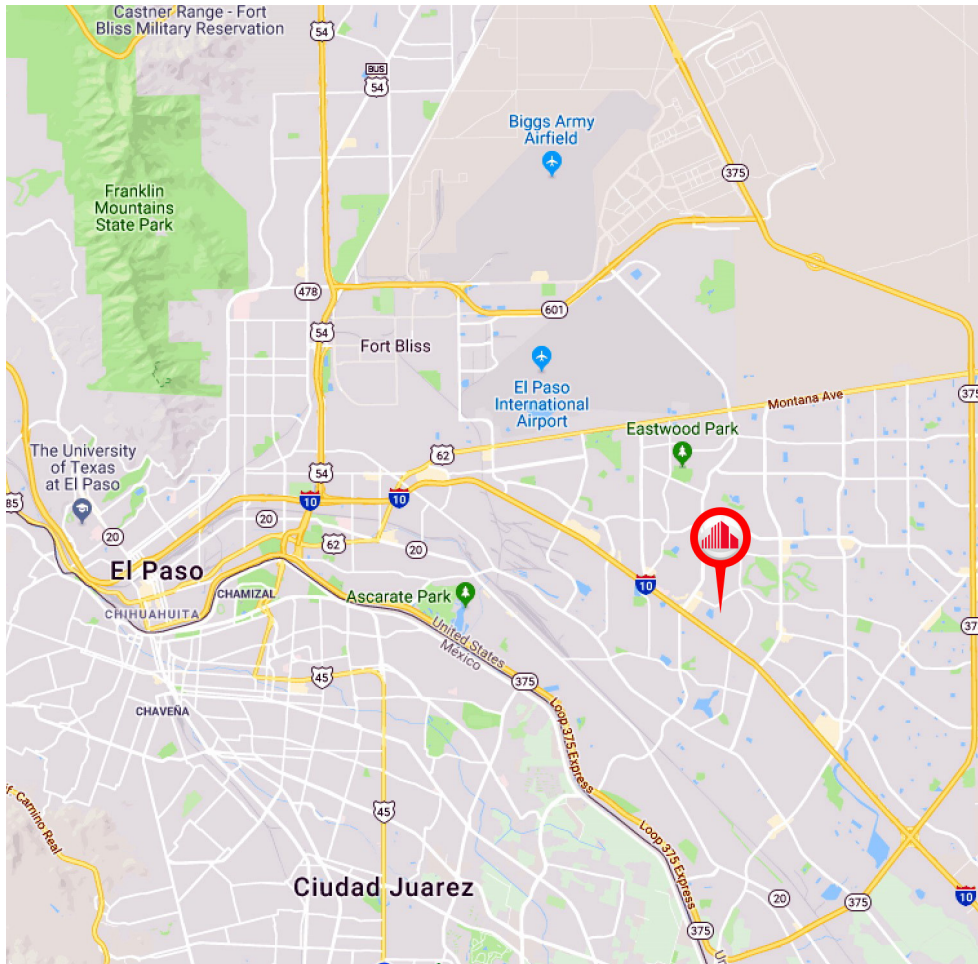 Castner Range - Fort
Bliss Military Reservation
54
BUS
54
Biggs Army
Airfield
375
Franklin
Mountains
State Park
478
601
54
Fort Bliss
El Paso
International
Airport
375
Montana Ave
Eastwood Park
62
The University
of Texas
at El Paso
54
85
10
10
20
20
62
20
El Paso
10
CHAMIZAL
Ascarate Park
CHIHUAHUITA
United States
México
37
45
375
CHAVEÑA
Loop 375 Express
45
Camino Real
Loop 375 Express
Ciudad Juarez
20
375
10
375